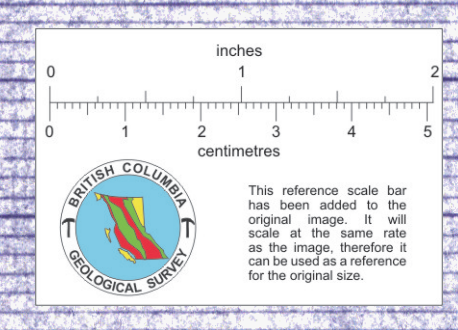 inches
0 1 2
0 1 2 3 4 5
centimetres
BRITISH COLUMBIA
GEOLOGICAL SURVEY
This reference scale bar
has been added to the
original image. It will
scale at the same rate
as the image, therefore it
can be used as a reference
for the original size.